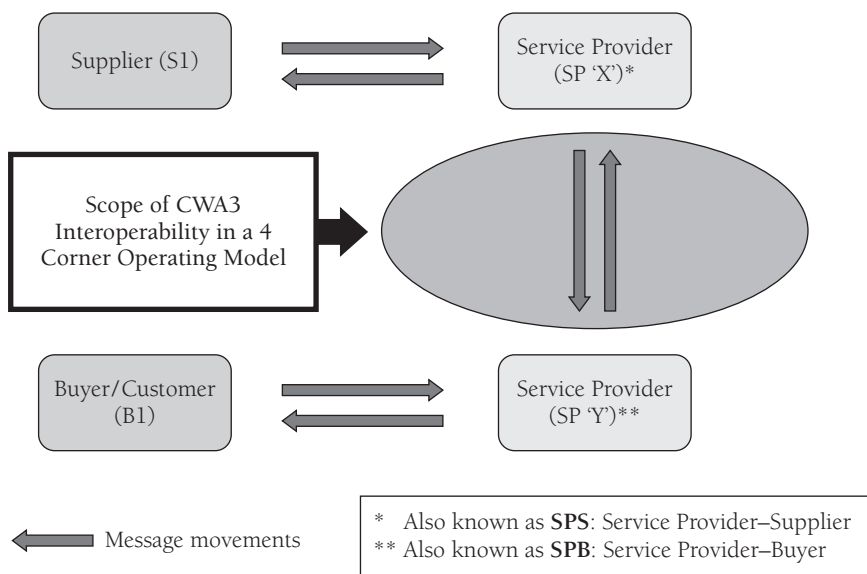 Supplier (S1)
Service Provider
(SP ‘X’)*
Scope of CWA3
Interoperability in a 4
Corner Operating Model
Buyer/Customer
(B1)
Service Provider
(SP ‘Y’)**
Message movements
* Also known as SPS: Service Provider–Supplier
** Also known as SPB: Service Provider–Buyer